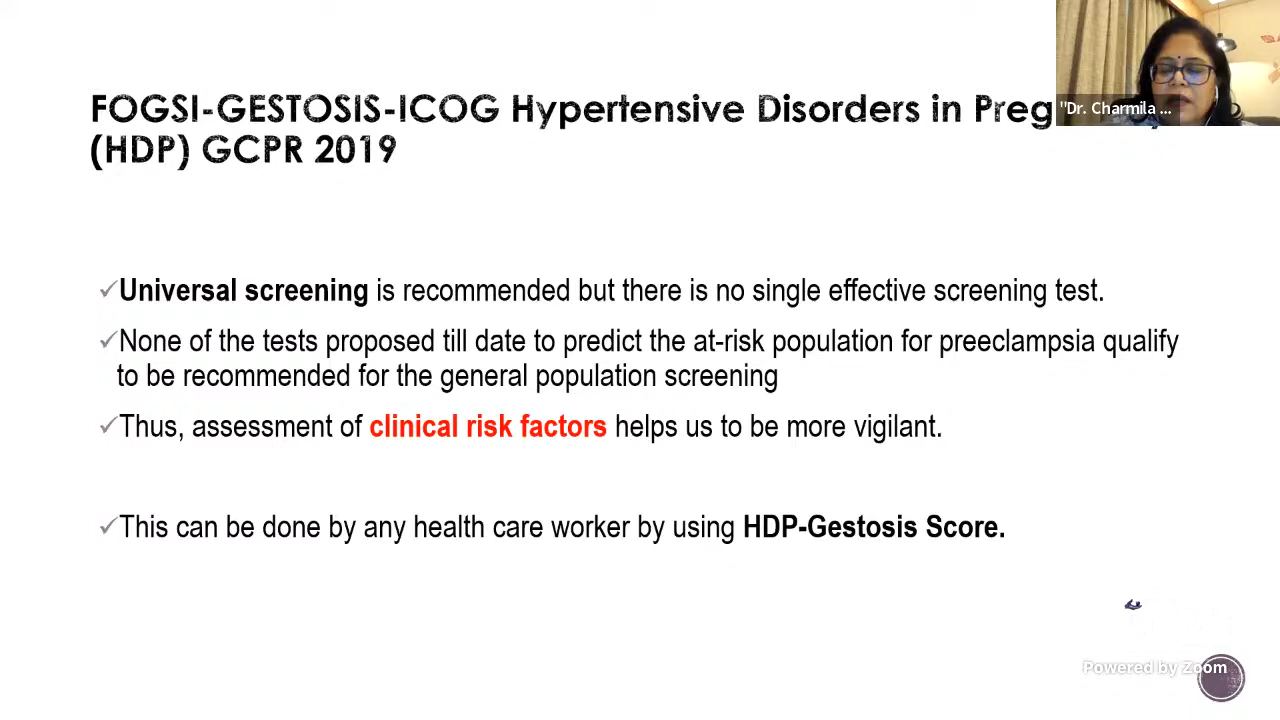 FOGSI-GESTOSIS-ICOG Hypertensive Disorders in Preg
(HDP) GCPR 2019
"Dr. Charmila ...
✓Universal screening is recommended but there is no single effective screening test.
✓None of the tests proposed till date to predict the at-risk population for preeclampsia qualify
to be recommended for the general population screening
✓Thus, assessment of clinical risk factors helps us to be more vigilant.
✓This can be done by any health care worker by using HDP-Gestosis Score.
Powered by Zoom